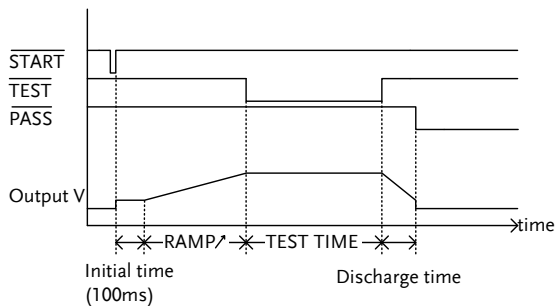 START
TEST
PASS
Output V
time
RAMP↗
TEST TIME
Initial time
(100ms)
Discharge time